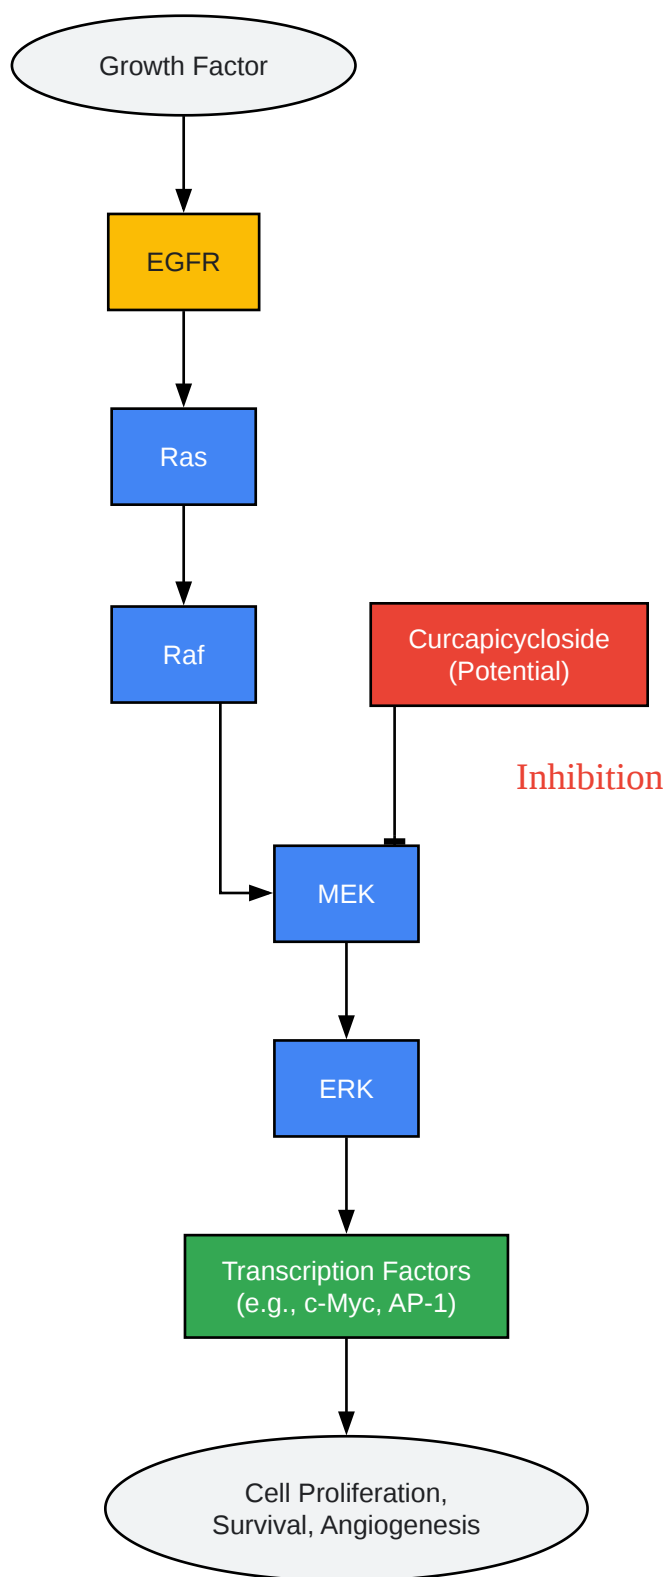 Growth Factor
EGFR
Ras
Raf
Curcapicycloside
(Potential)
Inhibition
MEK
ERK
Transcription Factors
(e.g., c-Myc, AP-1)
Cell Proliferation,
Survival, Angiogenesis